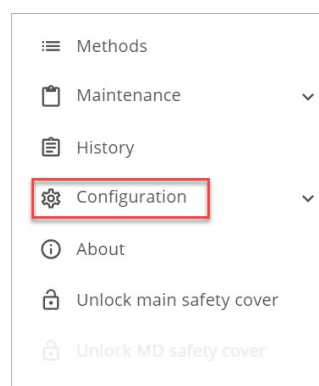 Methods
Maintenance
History
Configuration
About
Unlock main safety cover
Unlock MD safety cover